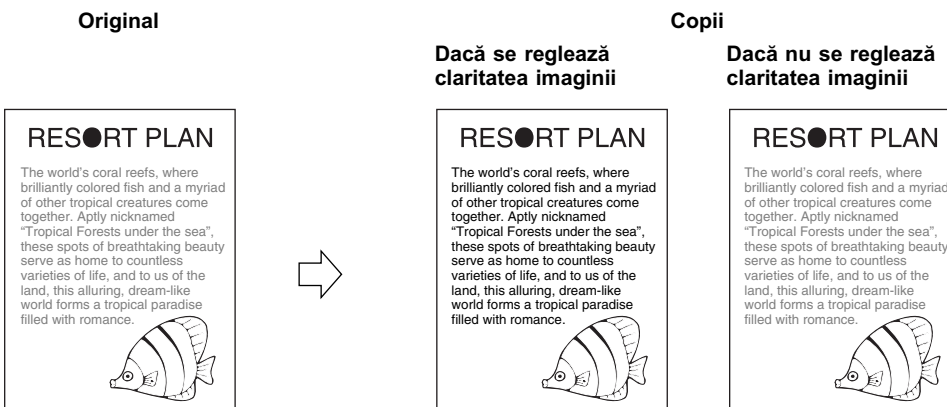 Original
Copii
Dacă se reglează
claritatea imaginii
Dacă nu se reglează
claritatea imaginii
RESORT PLAN
The world's coral reefs, where
brilliantly colored fish and a myriad
of other tropical creatures come
together. Aptly nicknamed
“Tropical Forests under the sea”,
these spots of breathtaking beauty
serve as home to countless
varieties of life, and to us of the
land, this alluring, dream-like
world forms a tropical paradise
filled with romance.
RESORT PLAN
The world's coral reefs, where
brilliantly colored fish and a myriad
of other tropical creatures come
together. Aptly nicknamed
“Tropical Forests under the sea”,
these spots of breathtaking beauty
serve as home to countless
varieties of life, and to us of the
land, this alluring, dream-like
world forms a tropical paradise
filled with romance.
RESORT PLAN
The world's coral reefs, where
brilliantly colored fish and a myriad
of other tropical creatures come
together. Aptly nicknamed
“Tropical Forests under the sea”,
these spots of breathtaking beauty
serve as home to countless
varieties of life, and to us of the
land, this alluring, dream-like
world forms a tropical paradise
filled with romance.